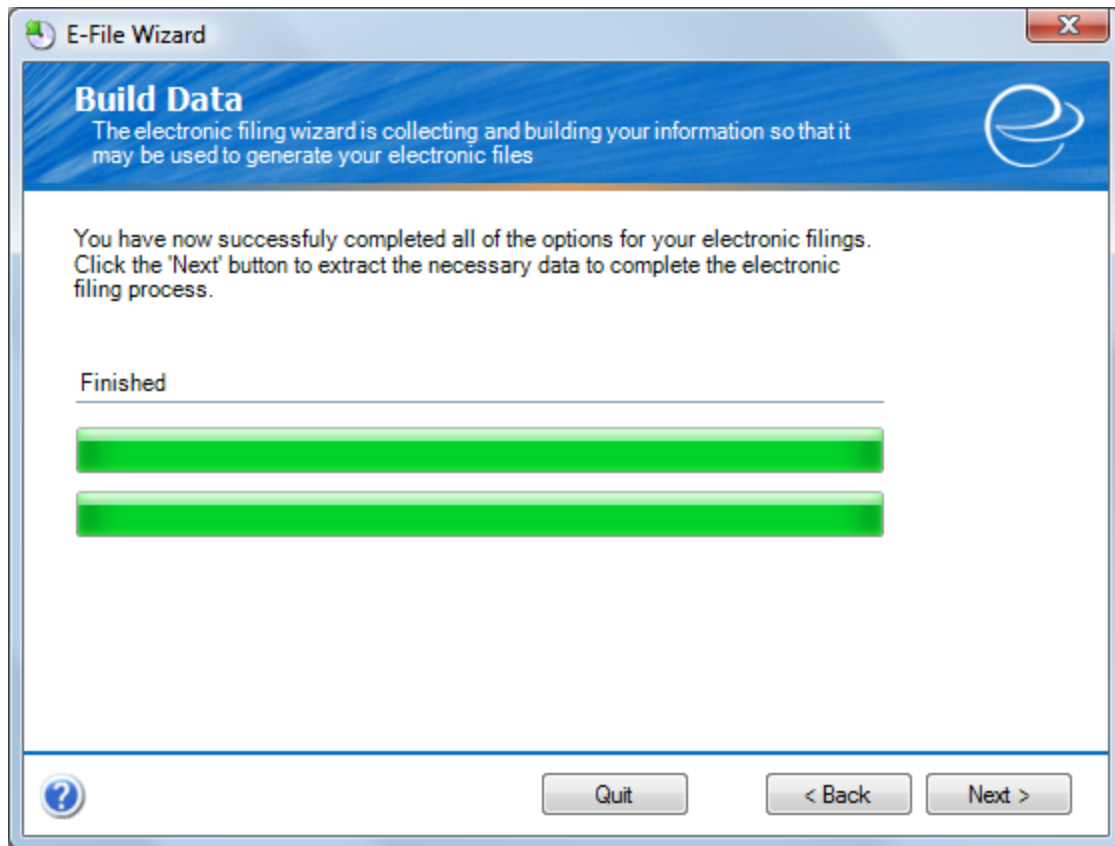 E-File Wizard
Build Data
The electronic filing wizard is collecting and building your information so that it
may be used to generate your electronic files
You have now successfuly completed all of the options for your electronic filings.
Click the 'Next' button to extract the necessary data to complete the electronic
filing process.
Finished
Quit
< Back
Next >